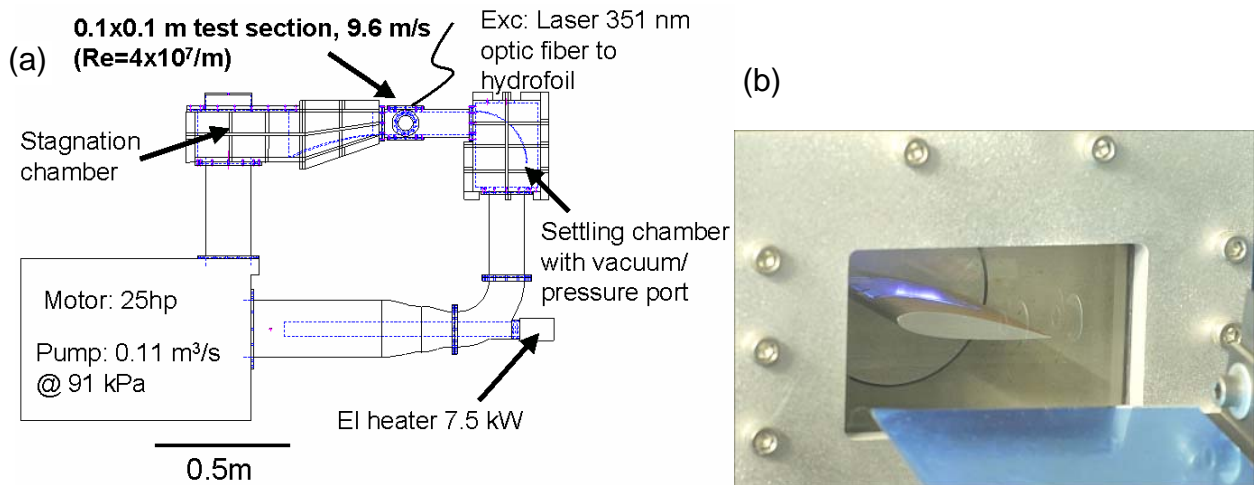 (a)
0.1x0.1 m test section, 9.6 m/s
(Re=4x10⁷/m)
Exc: Laser 351 nm
optic fiber to
hydrofoil
(b)
Stagnation
chamber
Settling chamber
with vacuum/
pressure port
Motor: 25hp
Pump: 0.11 m³/s
@ 91 kPa
El heater 7.5 kW
0.5m